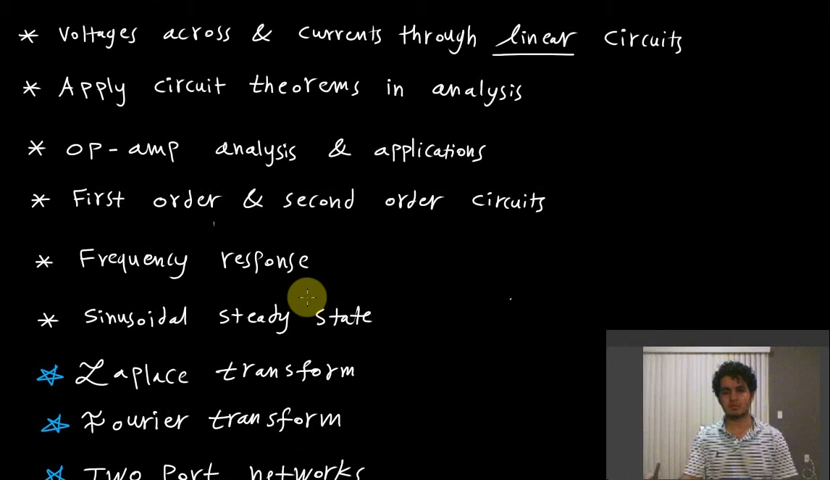 * Voltages across & currents through linear circuits
* Apply circuit theorems in analysis
* OP-amp analysis & applications
* First order & second order circuits
* Frequency response
* Sinusoidal steady state
☆ Laplace transform
☆ Fourier transform
☆ Two Port networks